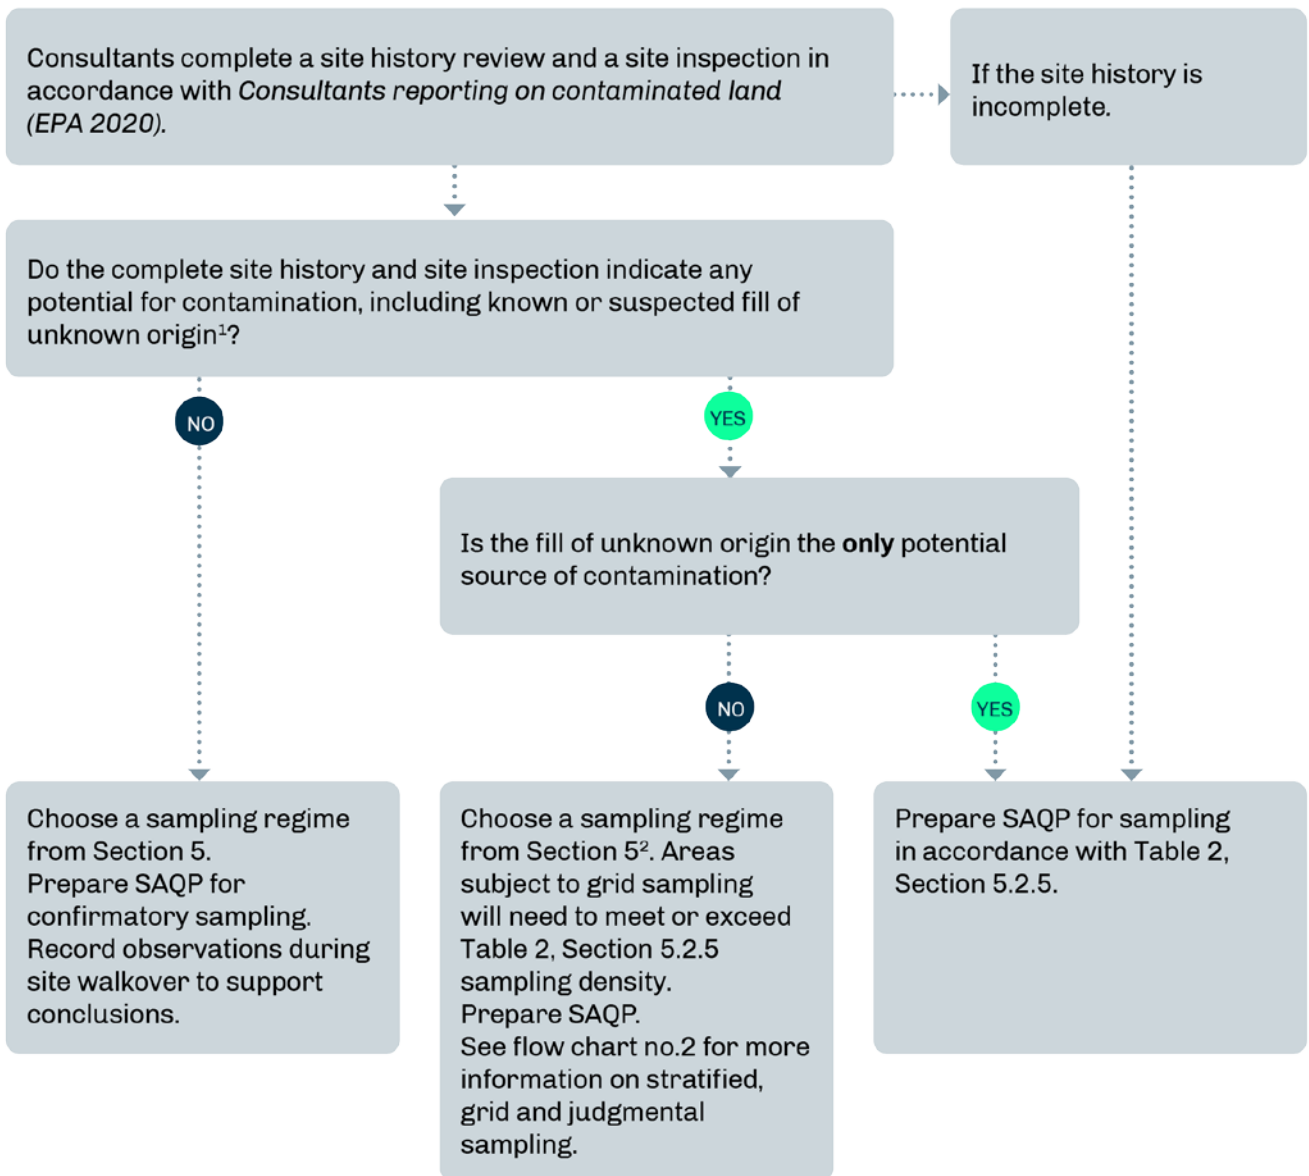 Consultants complete a site history review and a site inspection in
accordance with Consultants reporting on contaminated land
(EPA 2020).
If the site history is
incomplete.
Do the complete site history and site inspection indicate any
potential for contamination, including known or suspected fill of
unknown origin¹?
NO
YES
Is the fill of unknown origin the only potential
source of contamination?
NO
YES
Choose a sampling regime
from Section 5.
Prepare SAQP for
confirmatory sampling.
Record observations during
site walkover to support
conclusions.
Choose a sampling regime
from Section 5². Areas
subject to grid sampling
will need to meet or exceed
Table 2, Section 5.2.5
sampling density.
Prepare SAQP.
See flow chart no.2 for more
information on stratified,
grid and judgmental
sampling.
Prepare SAQP for sampling
in accordance with Table 2,
Section 5.2.5.